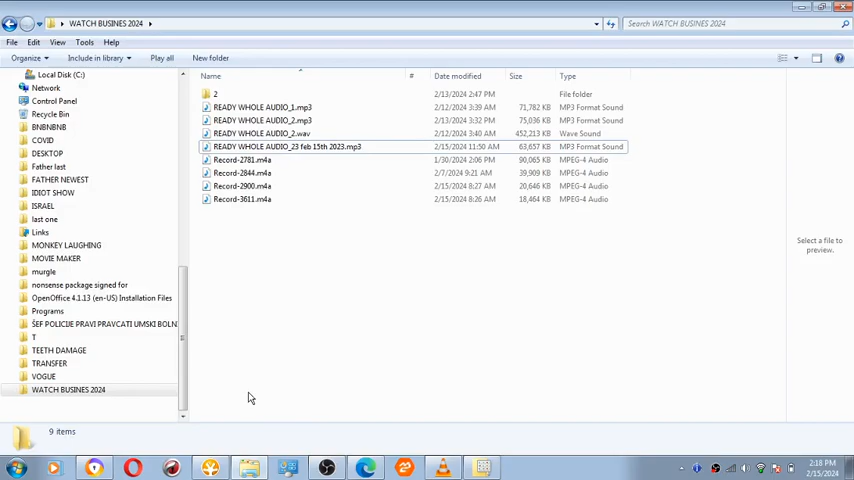 WATCH BUSINES 2024
Search WATCH BUSINES 2024
File Edit View Tools Help
Organize Include in library Play all New folder
Name # Date modified Size Type
2 2/13/2024 2:47 PM File folder
READY WHOLE AUDIO_1.mp3 2/12/2024 3:39 AM 71,782 KB MP3 Format Sound
READY WHOLE AUDIO_2.mp3 2/13/2024 3:32 PM 75,036 KB MP3 Format Sound
READY WHOLE AUDIO_2.wav 2/12/2024 3:40 AM 452,213 KB Wave Sound
READY WHOLE AUDIO_23 feb 15th 2023.mp3 2/15/2024 11:50 AM 63,657 KB MP3 Format Sound
Record-2781.m4a 1/30/2024 2:06 PM 90,065 KB MPEG-4 Audio
Record-2844.m4a 2/7/2024 9:21 AM 39,909 KB MPEG-4 Audio
Record-2900.m4a 2/15/2024 8:27 AM 20,646 KB MPEG-4 Audio
Record-3611.m4a 2/15/2024 8:26 AM 18,464 KB MPEG-4 Audio
Local Disk (C:)
Network
Control Panel
Recycle Bin
BNBNBNB
COVID
DESKTOP
Father last
FATHER NEWEST
IDIOT SHOW
ISRAEL
last one
Links
MONKEY LAUGHING
MOVIE MAKER
murgle
nonsense package signed for
OpenOffice 4.1.13 (en-US) Installation Files
Programs
ŠEF POLICIJE PRAVI PRAVCATI UMSKI BOLN
T
TEETH DAMAGE
TRANSFER
VOGUE
WATCH BUSINES 2024
Select a file to
preview.
9 items
2:18 PM
2/15/2024